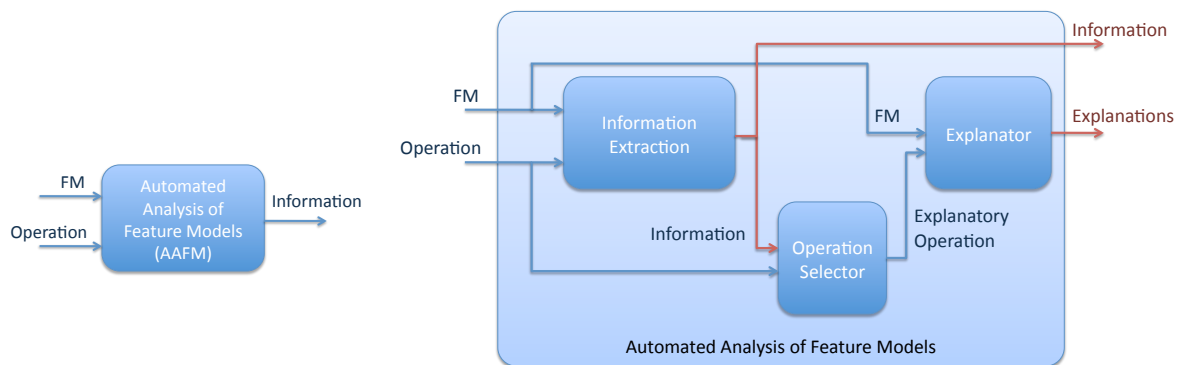 FM
Operation
Automated
Analysis of
Feature Models
(AAFM)
Information
FM
Operation
Information
Extraction
Information
Operation
Selector
FM
Explanatory
Operation
Explanator
Information
Explanations
Automated Analysis of Feature Models